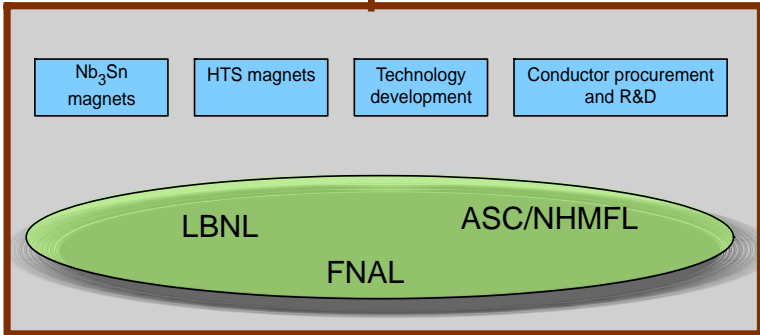 Nb₃Sn
magnets
HTS magnets
Technology
development
Conductor procurement
and R&D
LBNL
ASC/NHMFL
FNAL